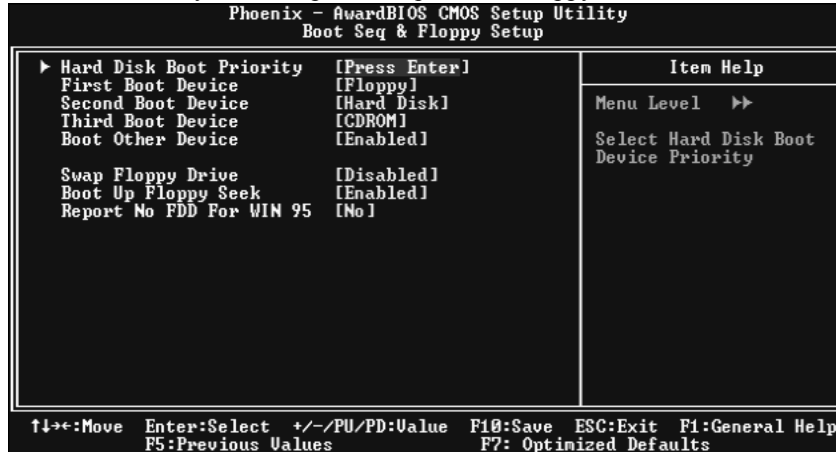 Phoenix - AwardBIOS CMOS Setup Utility
Boot Seq & Floppy Setup
Hard Disk Boot Priority [Press Enter]
First Boot Device [Floppy]
Second Boot Device [Hard Disk]
Third Boot Device [CDROM]
Boot Other Device [Enabled]
Swap Floppy Drive [Disabled]
Boot Up Floppy Seek [Enabled]
Report No FDD For WIN 95 [No]
Item Help
Menu Level ▸▸
Select Hard Disk Boot
Device Priority
↑↓→←:Move Enter:Select +/-/PU/PD:Value F10:Save ESC:Exit F1:General Help
F5:Previous Values F7: Optimized Defaults